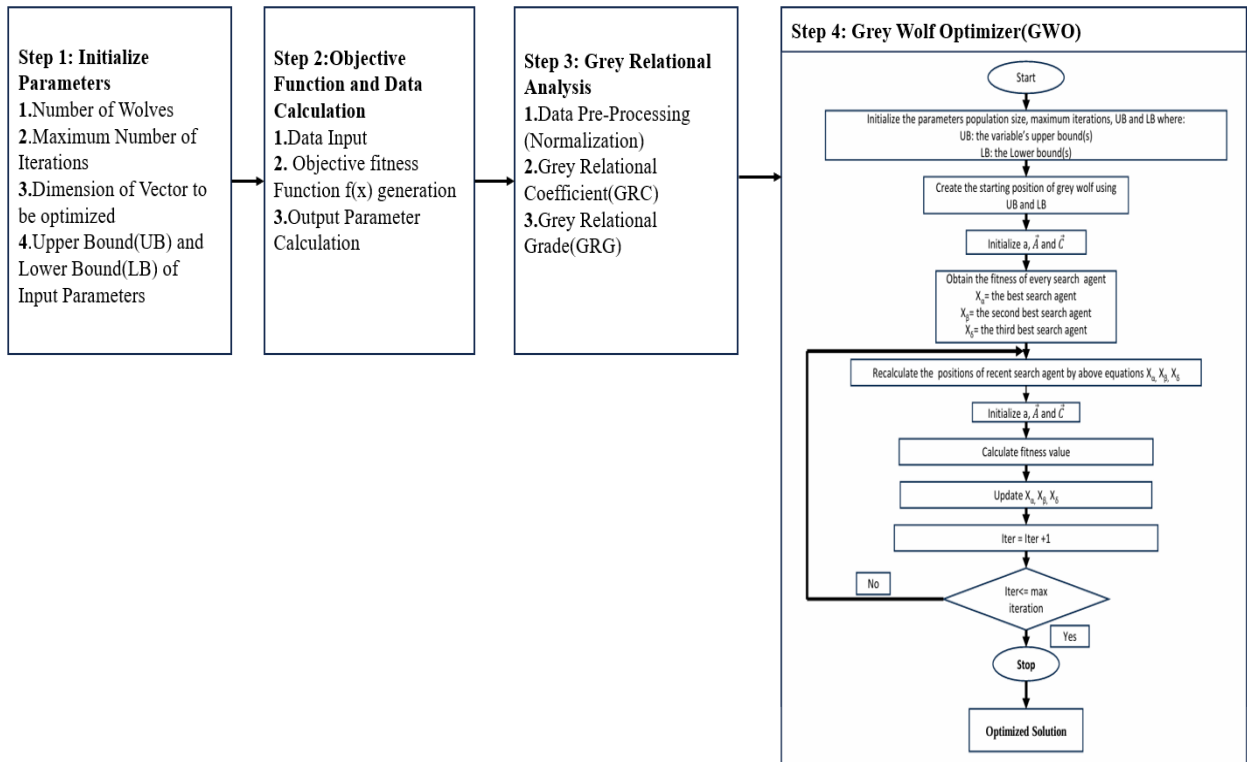 Step 1: Initialize
Parameters
1.Number of Wolves
2.Maximum Number of
Iterations
3.Dimension of Vector to
be optimized
4.Upper Bound(UB) and
Lower Bound(LB) of
Input Parameters
Step 2:Objective
Function and Data
Calculation
1.Data Input
2. Objective fitness
Function f(x) generation
3.Output Parameter
Calculation
Step 3: Grey Relational
Analysis
1.Data Pre-Processing
(Normalization)
2.Grey Relational
Coefficient(GRC)
3.Grey Relational
Grade(GRG)
Step 4: Grey Wolf Optimizer(GWO)
Start
Initialize the parameters population size, maximum iterations, UB and LB where:
UB: the variable's upper bound(s)
LB: the Lower bound(s)
Create the starting position of grey wolf using
UB and LB
Initialize a, A⃗ and C⃗
Obtain the fitness of every search agent
Xα= the best search agent
Xβ= the second best search agent
Xδ= the third best search agent
Recalculate the positions of recent search agent by above equations Xα, Xβ, Xδ
Initialize a, A⃗ and C⃗
Calculate fitness value
Update Xα, Xβ, Xδ
Iter = Iter +1
No
Iter<= max
iteration
Yes
Stop
Optimized Solution